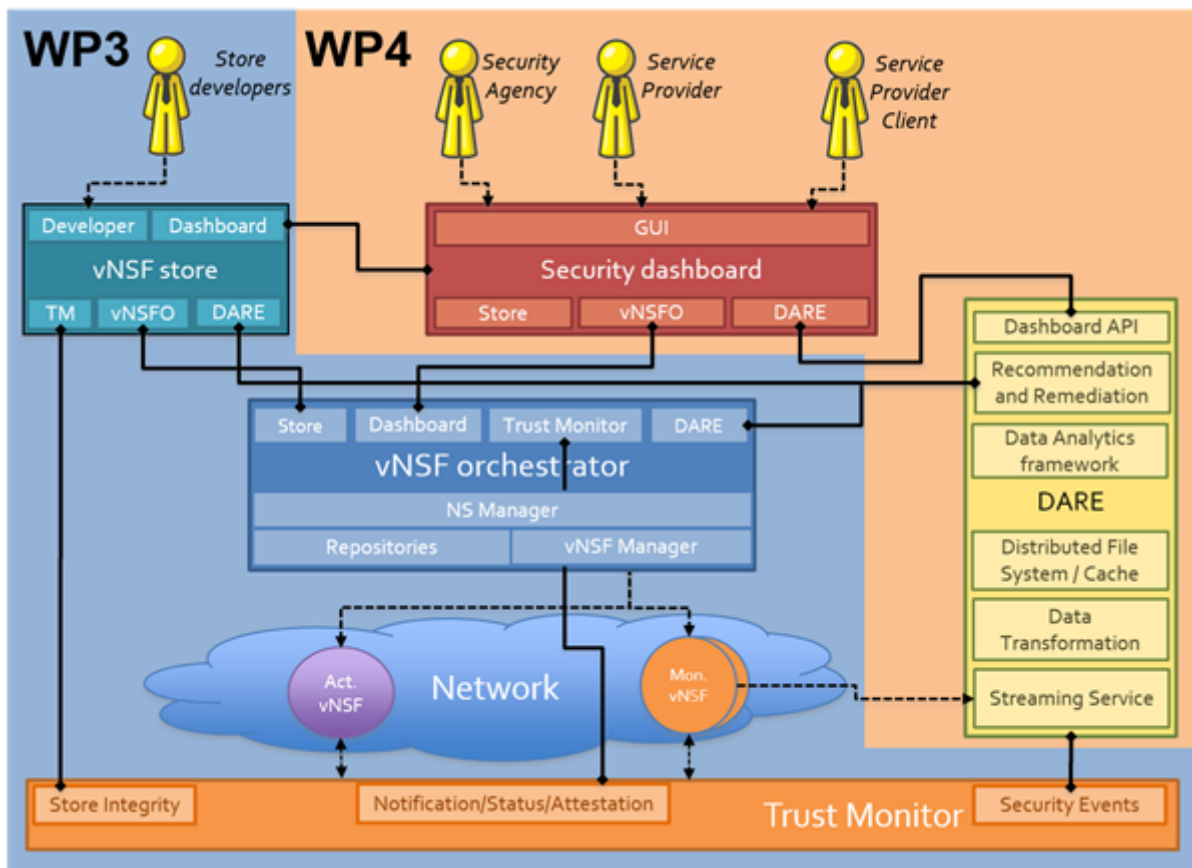 WP3
Store
developers
WP4
Security
Agency
Service
Provider
Service
Provider
Client
Developer
Dashboard
vNSF store
TM
vNSFO
DARE
GUI
Security dashboard
Store
vNSFO
DARE
Dashboard API
Recommendation
and Remediation
Data Analytics
framework
DARE
Distributed File
System / Cache
Data
Transformation
Streaming Service
Store
Dashboard
Trust Monitor
DARE
vNSF orchestrator
NS Manager
Repositories
vNSF Manager
Act.
vNSF
Network
Mon.
vNSF
Store Integrity
Notification/Status/Attestation
Trust Monitor
Security Events